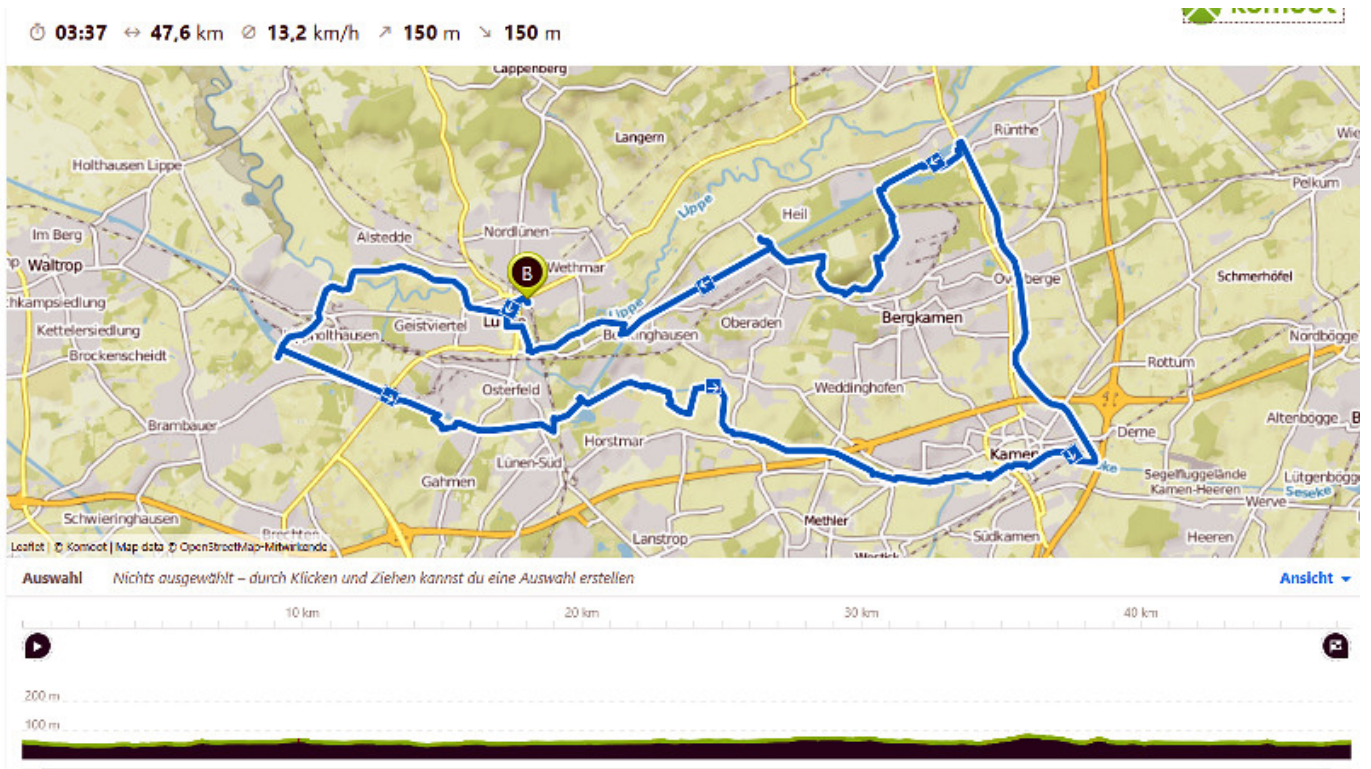 03:37 47,6 km 13,2 km/h 150 m 150 m
komoot
Cappenberg
Langern
Rünthe
Holthausen Lippe
Pelkum
Lippe
Heil
Im Berg
Alstedde
Nordlünen
Waltrop
B
Wethmar
Schmerhöfel
Overberge
Lippe
Bergkamen
Kettelersiedlung
Geistviertel
Oberaden
Nordbögge
Brockenscheidt
Rottum
Osterfeld
Weddinghofen
Brambauer
Altenbögge
Horstmar
Derne
Kamen
Lünen-Süd
Segelfluggelände
Kamen-Heeren
Gahmen
Lütgenbögge
Seseke
Werve
Schwieringhausen
Methler
Brechten
Lanstrop
Südkamen
Heeren
Leaflet | © Komoot | Map data © OpenStreetMap-Mitwirkende
Auswahl Nichts ausgewählt – durch Klicken und Ziehen kannst du eine Auswahl erstellen Ansicht
10 km 20 km 30 km 40 km
200 m
100 m